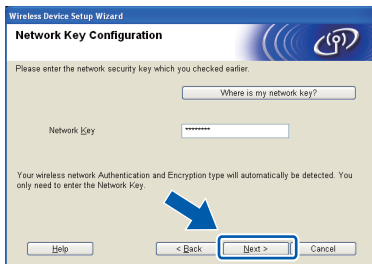 Wireless Device Setup Wizard
Network Key Configuration
Please enter the network security key which you checked earlier.
Where is my network key?
Network Key ********
Your wireless network Authentication and Encryption type will automatically be detected. You
only need to enter the Network Key.
Help < Back Next > Cancel